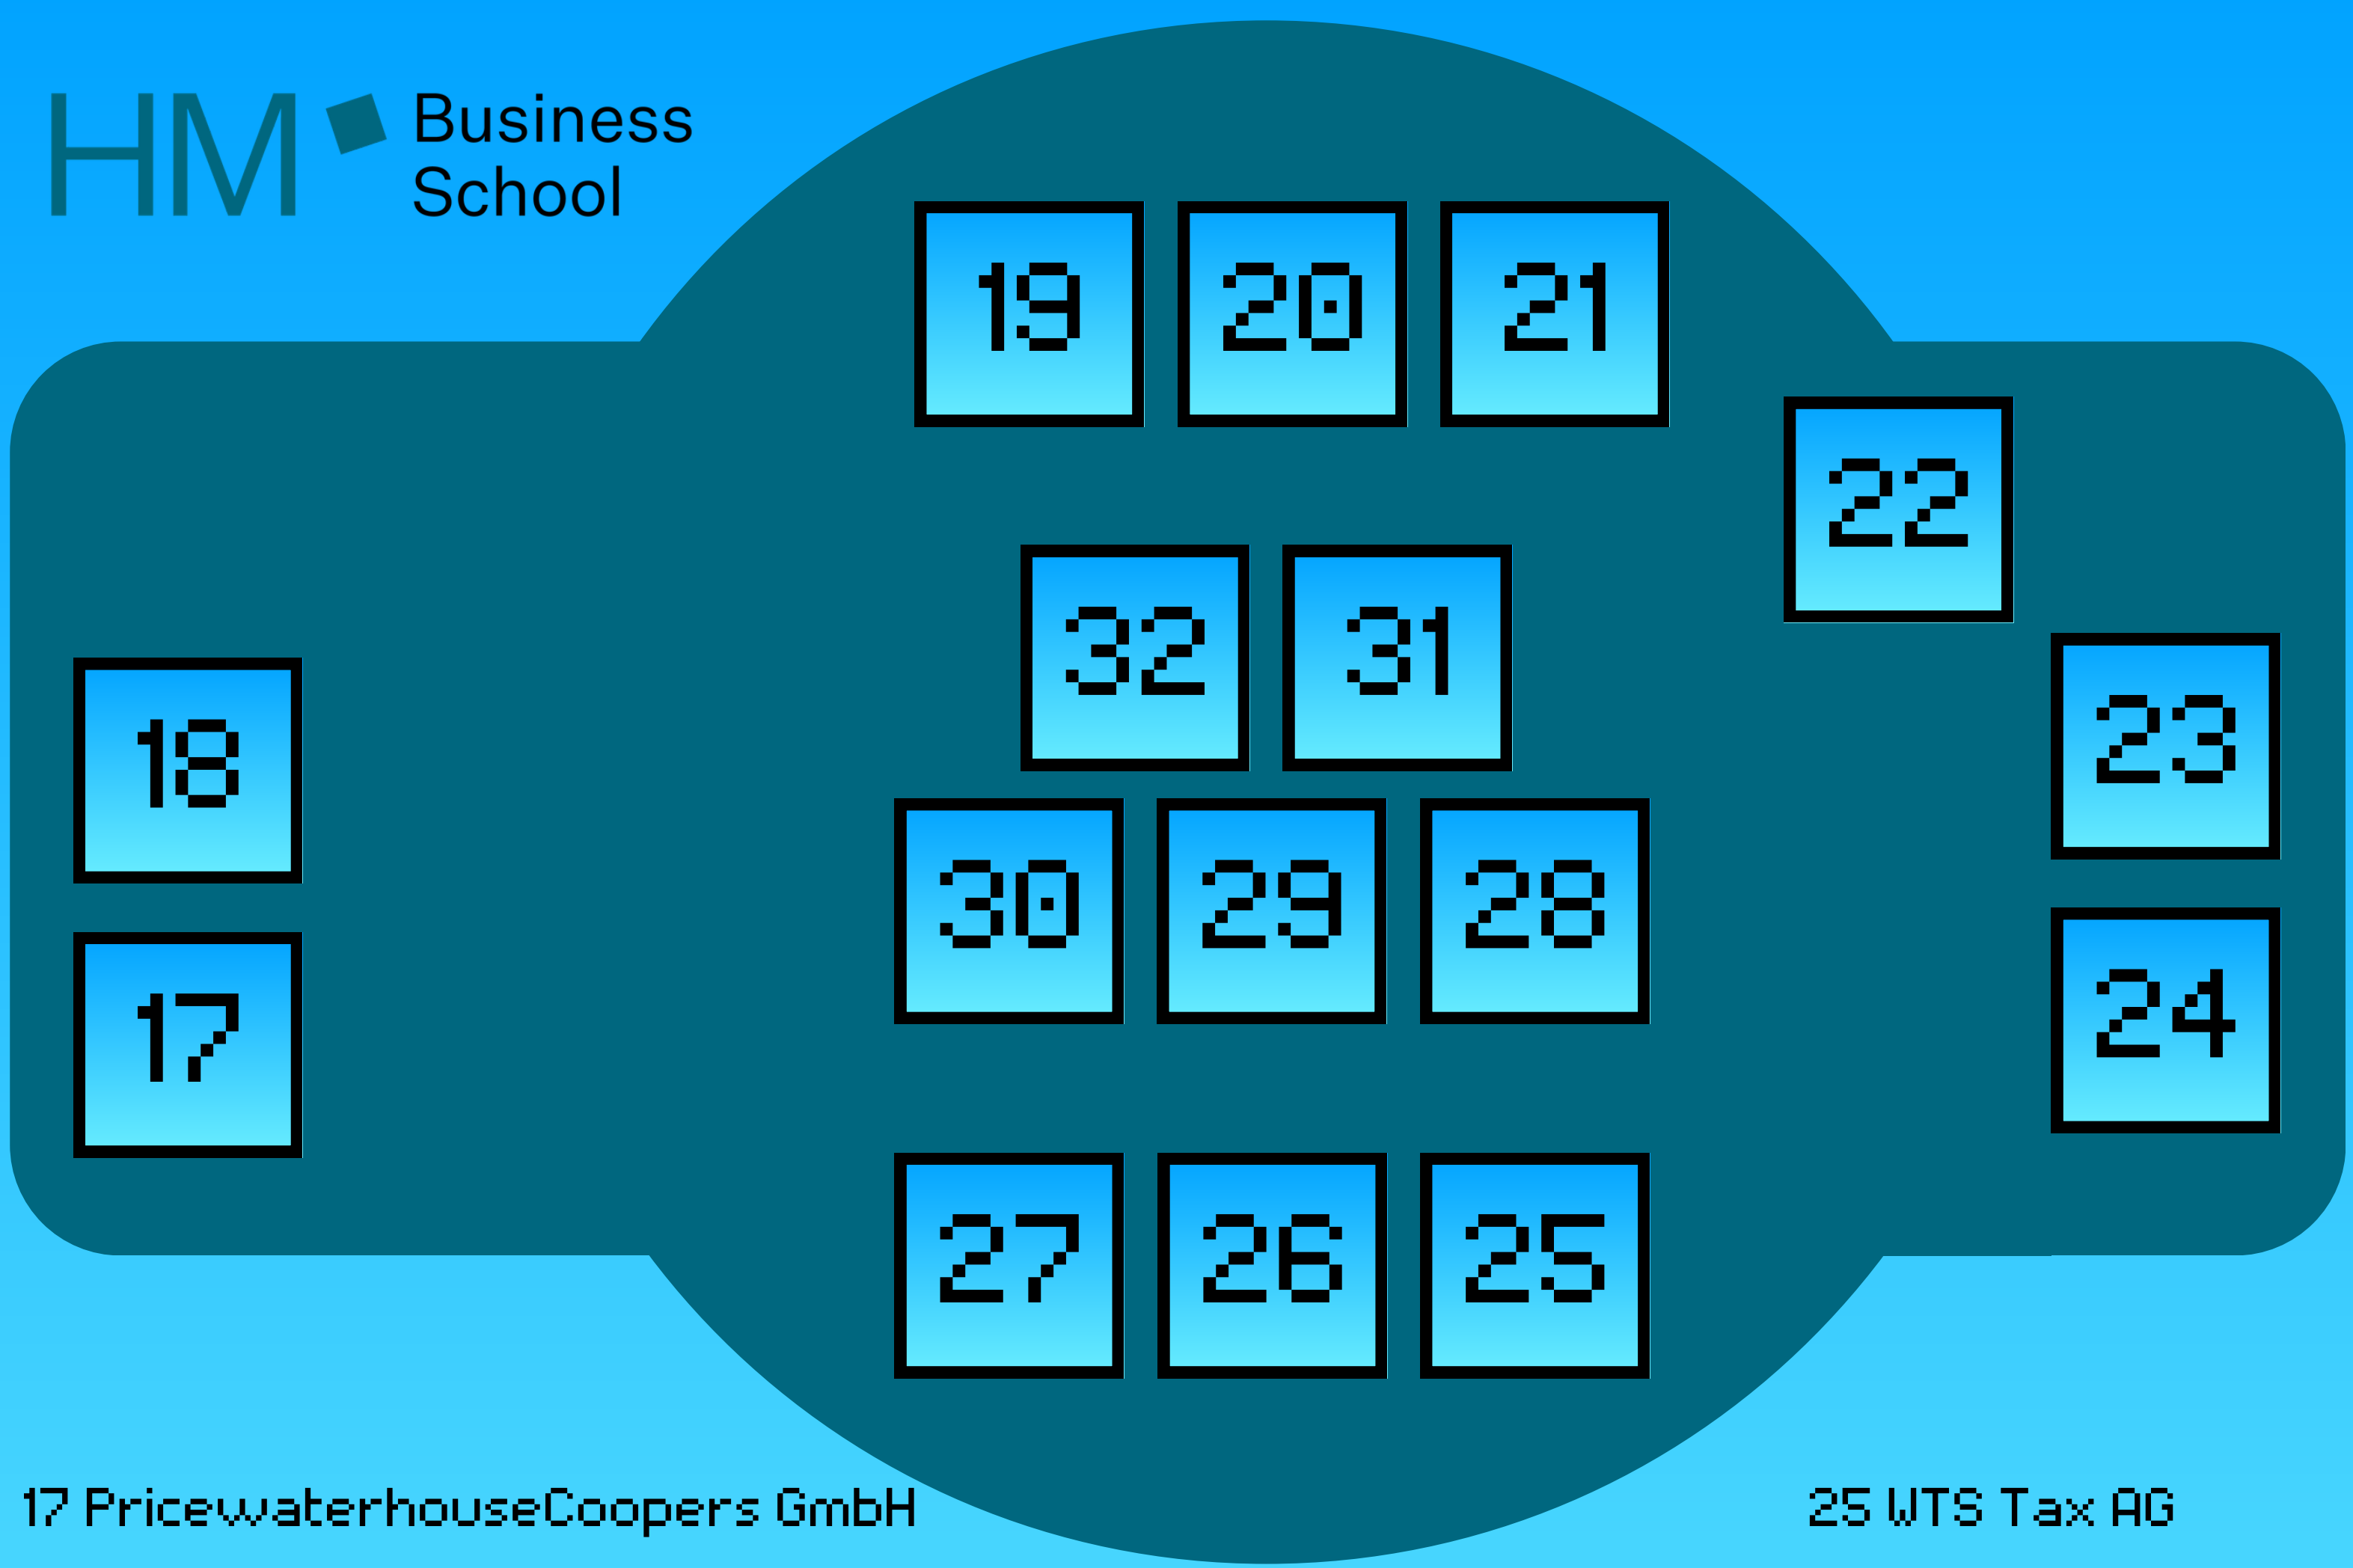 HM Business
School
19 20 21
22
32 31
18 23
30 29 28
17 24
27 26 25
17 PricewaterhouseCoopers GmbH
25 WTS Tax AG